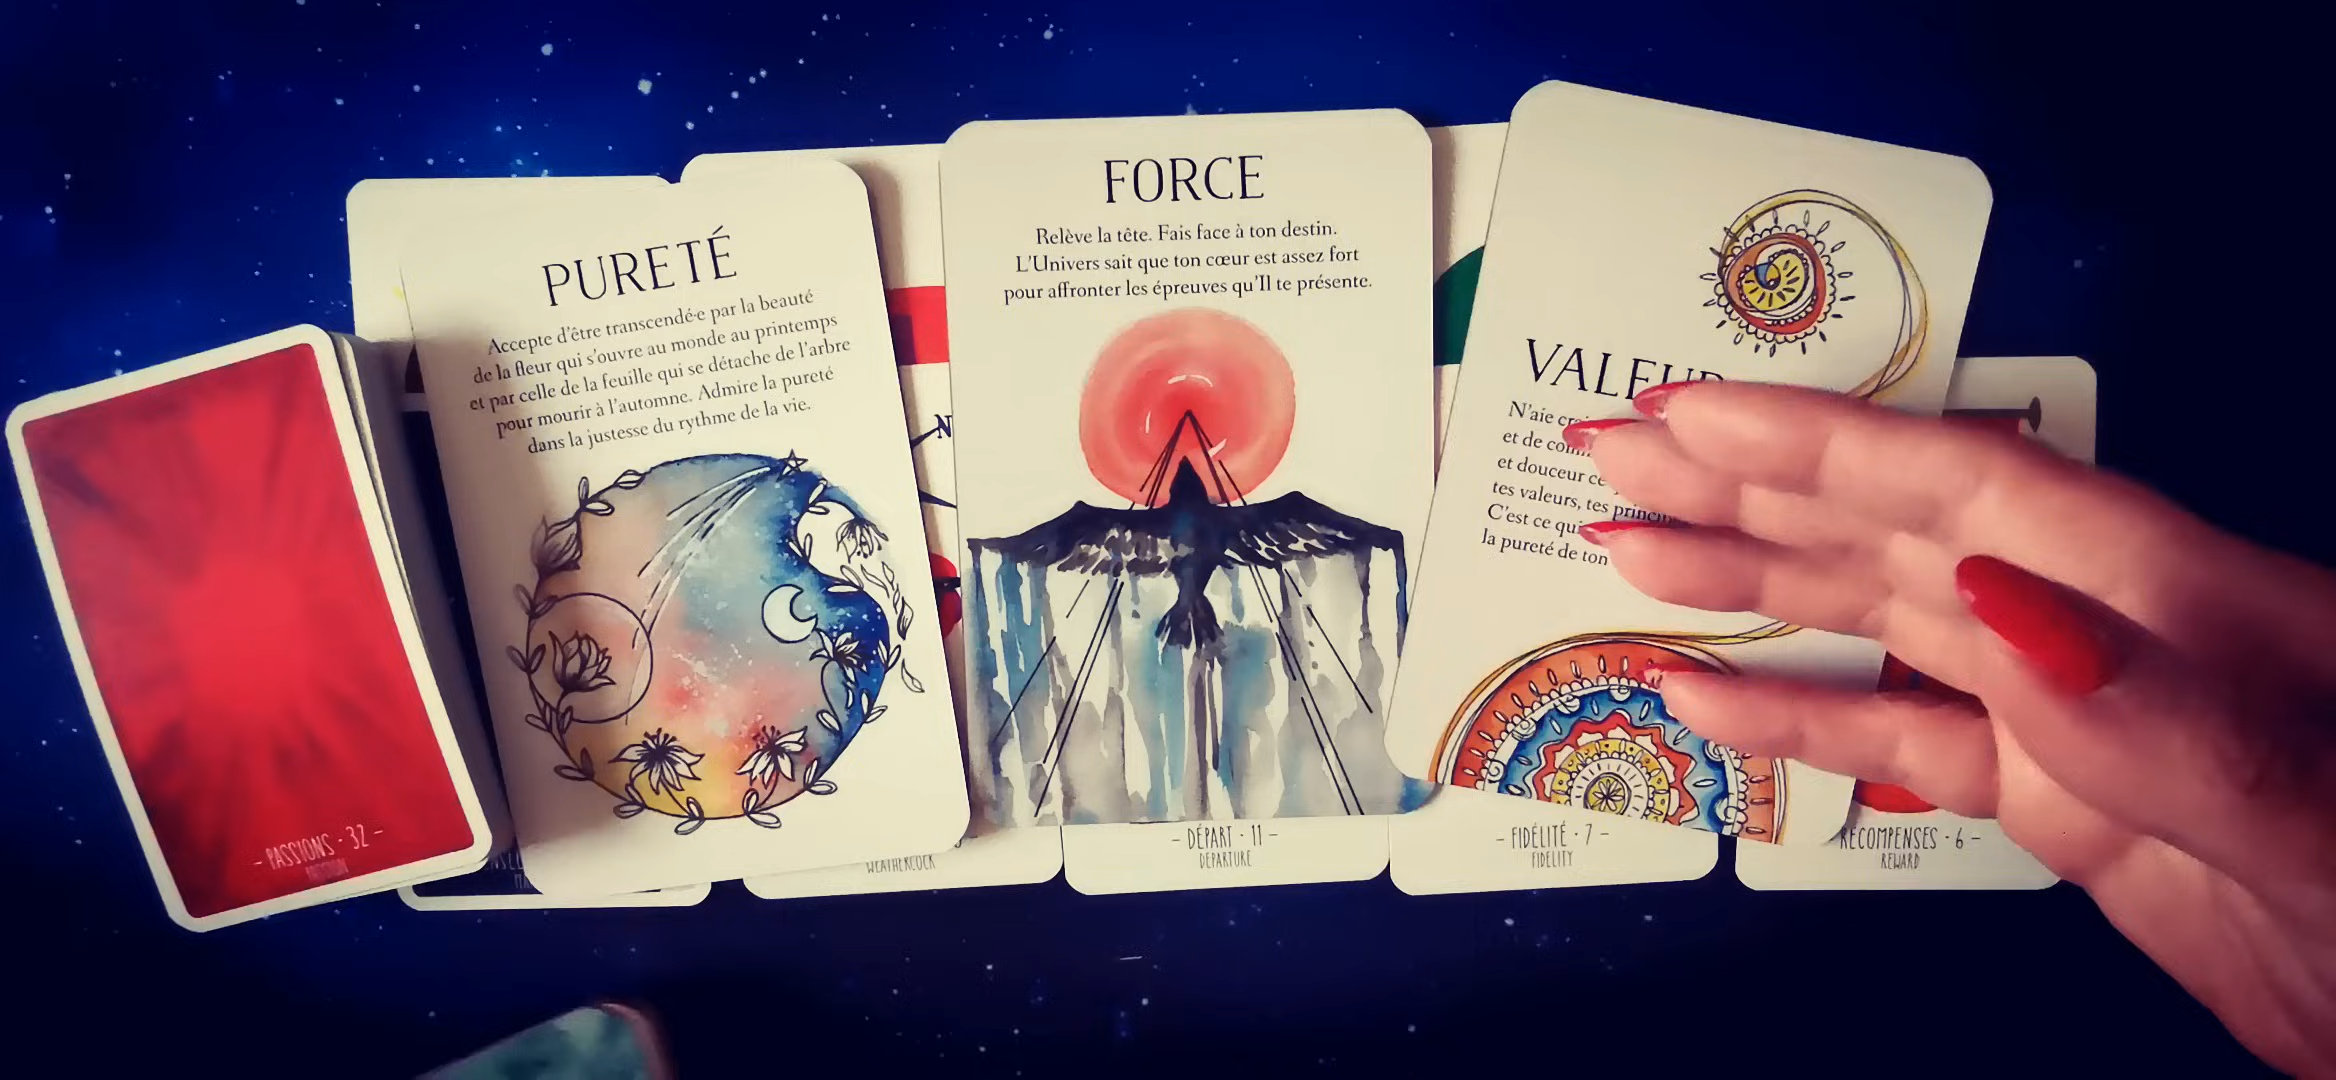 PURETÉ
Accepte d'être transcendé·e par la beauté
de la fleur qui s'ouvre au monde au printemps
et par celle de la feuille qui se détache de l'arbre
pour mourir à l'automne. Admire la pureté
dans la justesse du rythme de la vie.
FORCE
Relève la tête. Fais face à ton destin.
L'Univers sait que ton cœur est assez fort
pour affronter les épreuves qu'Il te présente.
N'aie
et de
et douceur
tes valeurs, tes
C'est ce qui
la pureté de ton
N
- PASSIONS · 32 -
WEATHERCOCK
- DÉPART · 11 -
DEPARTURE
- FIDÉLITÉ · 7 -
FIDELITY
RÉCOMPENSES · 6 -
REWARD